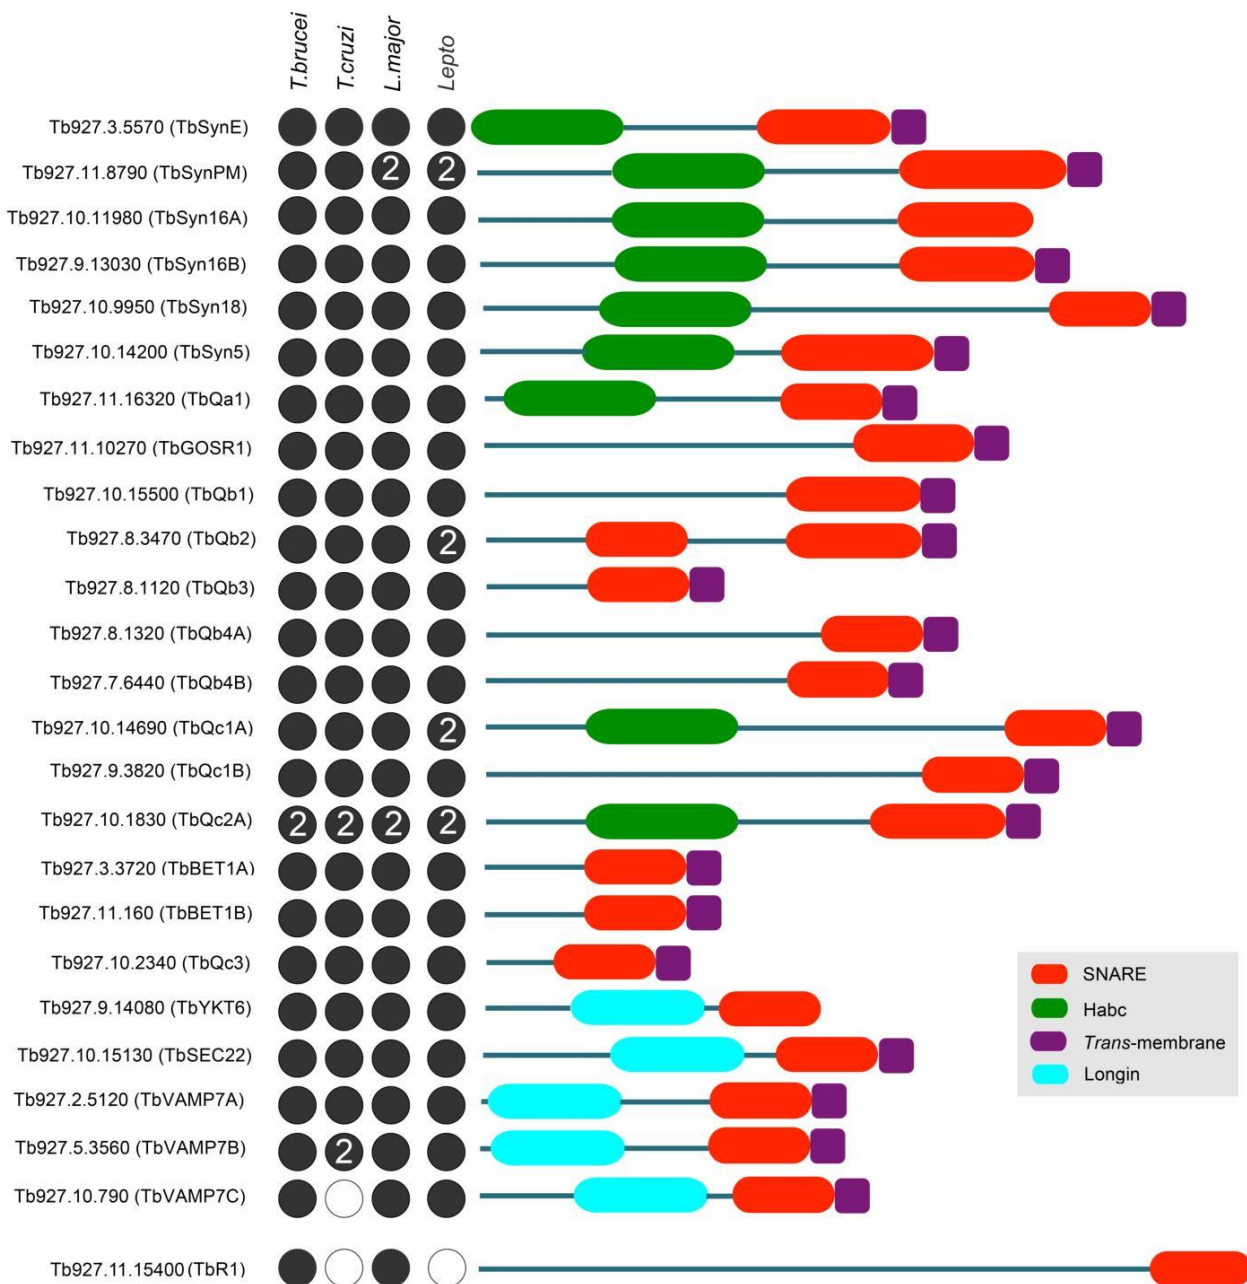 T.brucei
T.cruzi
L.major
Lepto
Tb927.3.5570 (TbSynE)
Tb927.11.8790 (TbSynPM) 2 2
Tb927.10.11980 (TbSyn16A)
Tb927.9.13030 (TbSyn16B)
Tb927.10.9950 (TbSyn18)
Tb927.10.14200 (TbSyn5)
Tb927.11.16320 (TbQa1)
Tb927.11.10270 (TbGOSR1)
Tb927.10.15500 (TbQb1)
Tb927.8.3470 (TbQb2) 2
Tb927.8.1120 (TbQb3)
Tb927.8.1320 (TbQb4A)
Tb927.7.6440 (TbQb4B)
Tb927.10.14690 (TbQc1A) 2
Tb927.9.3820 (TbQc1B)
Tb927.10.1830 (TbQc2A) 2 2 2 2
Tb927.3.3720 (TbBET1A)
Tb927.11.160 (TbBET1B)
Tb927.10.2340 (TbQc3)
Tb927.9.14080 (TbYKT6)
Tb927.10.15130 (TbSEC22)
Tb927.2.5120 (TbVAMP7A)
Tb927.5.3560 (TbVAMP7B) 2
Tb927.10.790 (TbVAMP7C)
Tb927.11.15400 (TbR1)
SNARE
Habc
Trans-membrane
Longin